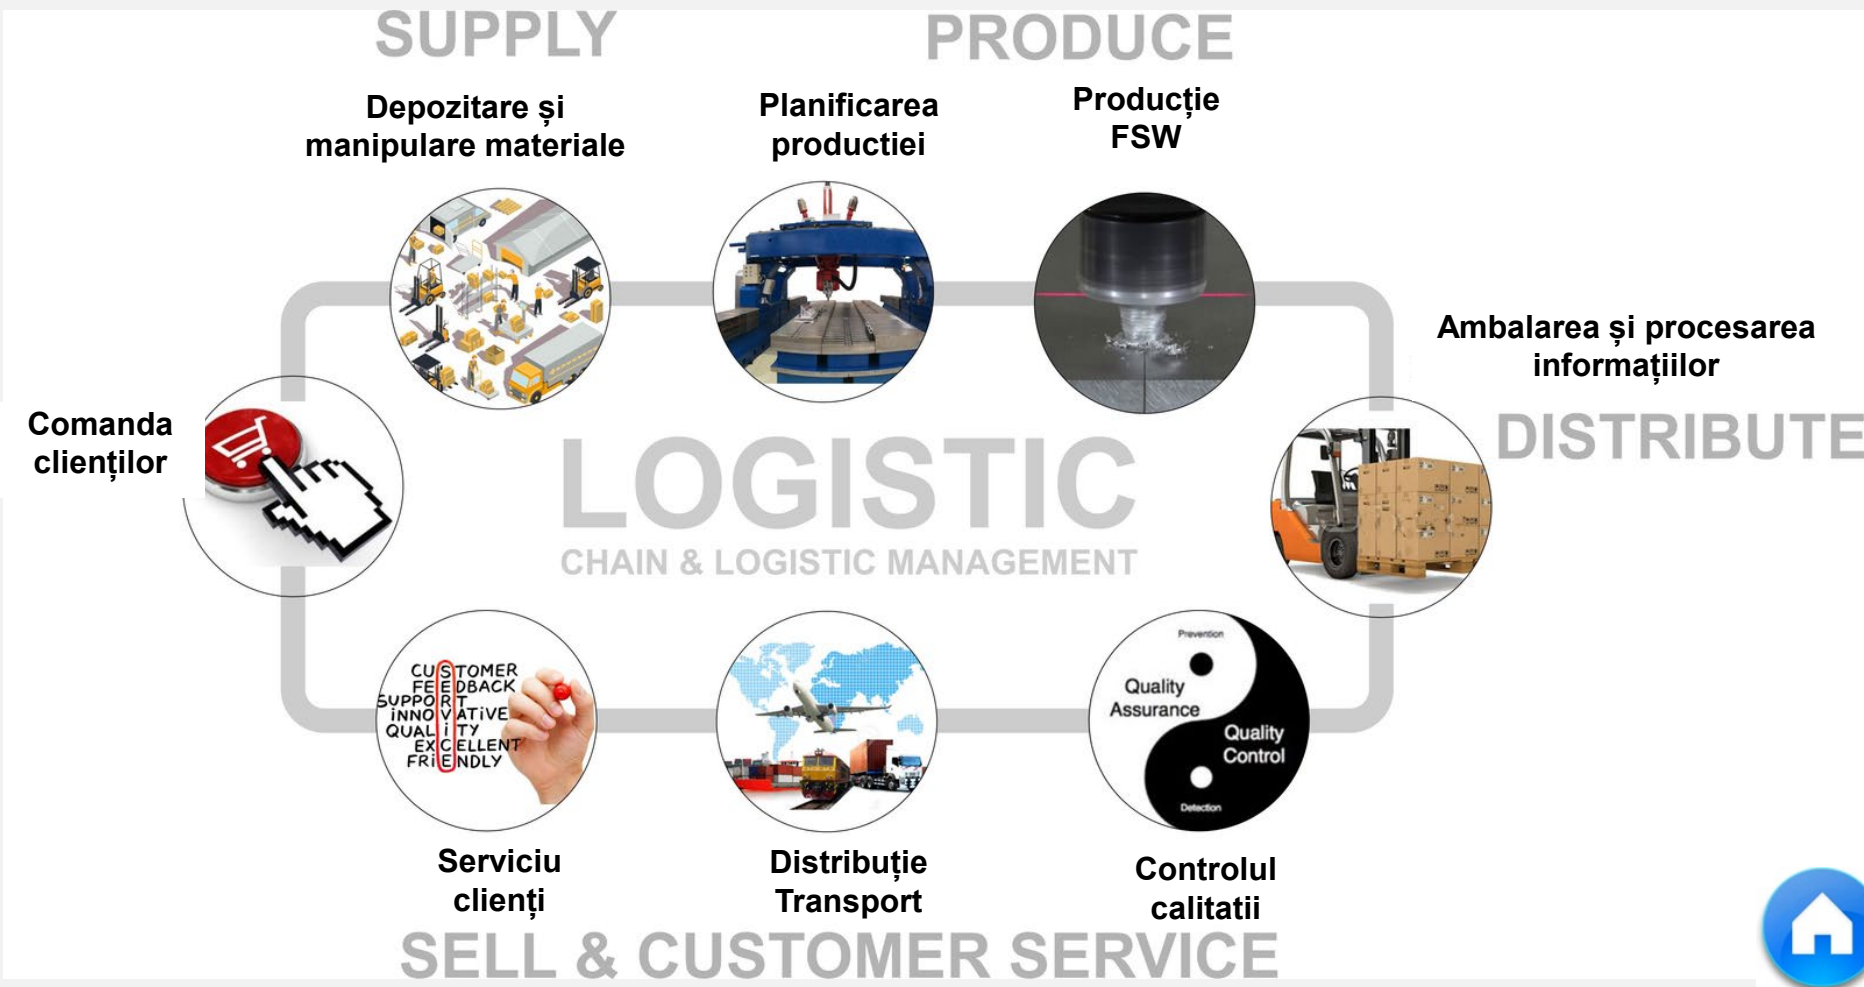 SUPPLY
PRODUCE
Depozitare și
manipulare materiale
Planificarea
productiei
Producție
FSW
Ambalarea și procesarea
informațiilor
DISTRIBUTE
Comanda
clienților
LOGISTIC
CHAIN & LOGISTIC MANAGEMENT
CUSTOMER
FEEDBACK
SUPPORT
INNOVATIVE
QUALITY
EXCELLENT
FRIENDLY
Prevention
Quality
Assurance
Quality
Control
Detection
Serviciu
clienți
Distribuție
Transport
Controlul
calitatii
SELL & CUSTOMER SERVICE